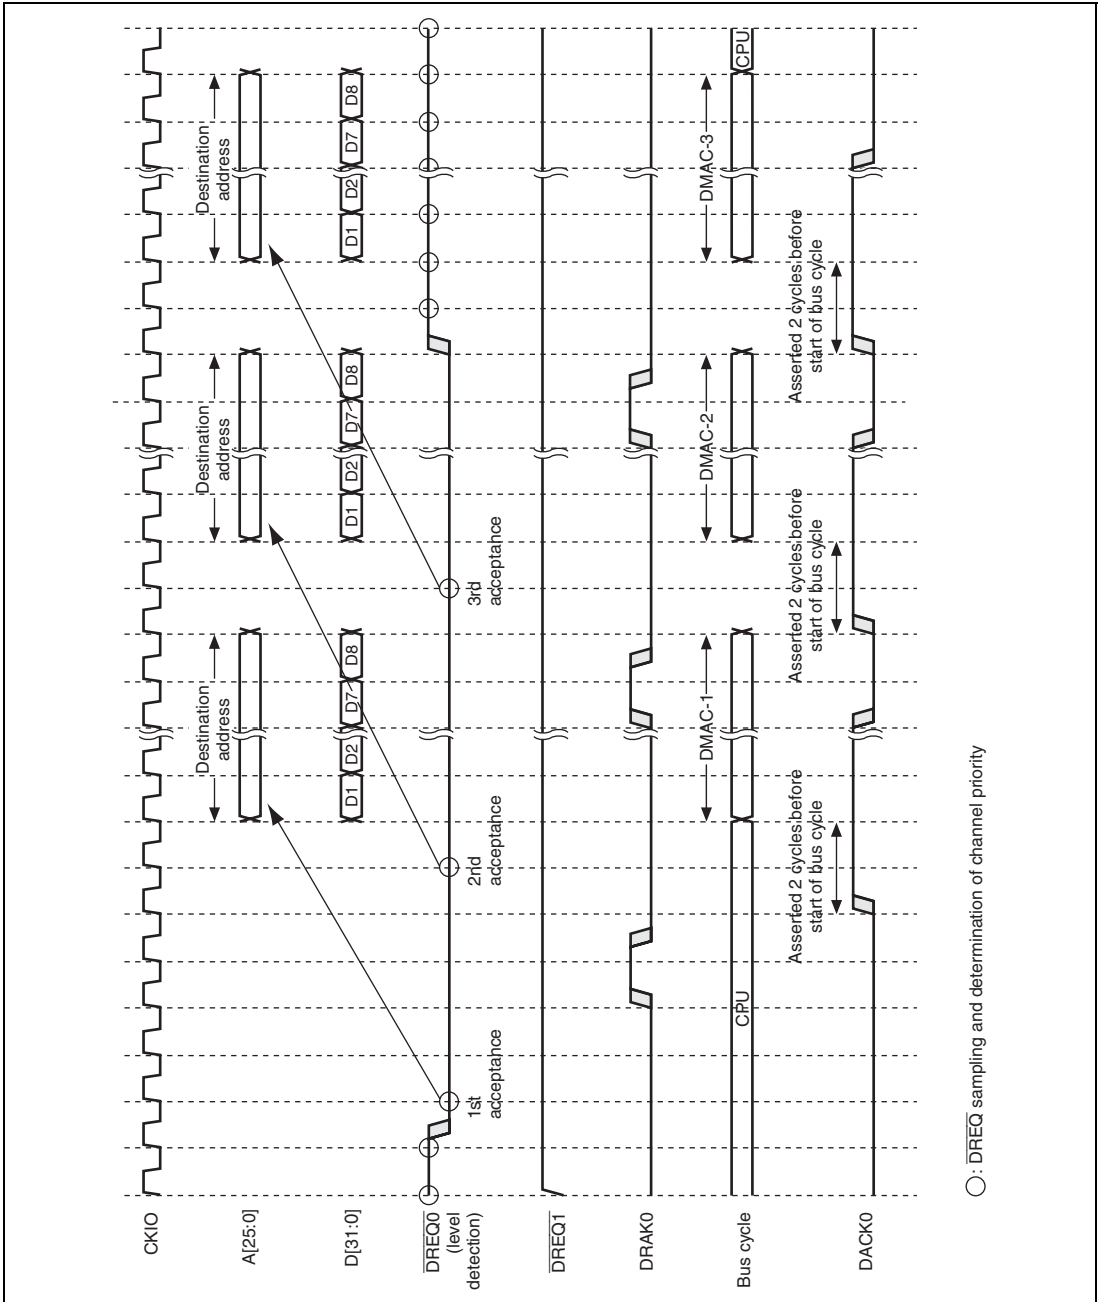 CKIO
A[25:0]
Destination
address
Destination
address
Destination
address
D[31:0]
D1
D2
D7
D8
D1
D2
D7
D8
D1
D2
D7
D8
DREQ0
(level
detection)
1st
acceptance
2nd
acceptance
3rd
acceptance
DREQ1
DRAK0
Bus cycle
CPU
DMAC-1
DMAC-2
DMAC-3
CPU
Asserted 2 cycles before
start of bus cycle
Asserted 2 cycles before
start of bus cycle
Asserted 2 cycles before
start of bus cycle
DACK0
: DREQ sampling and determination of channel priority